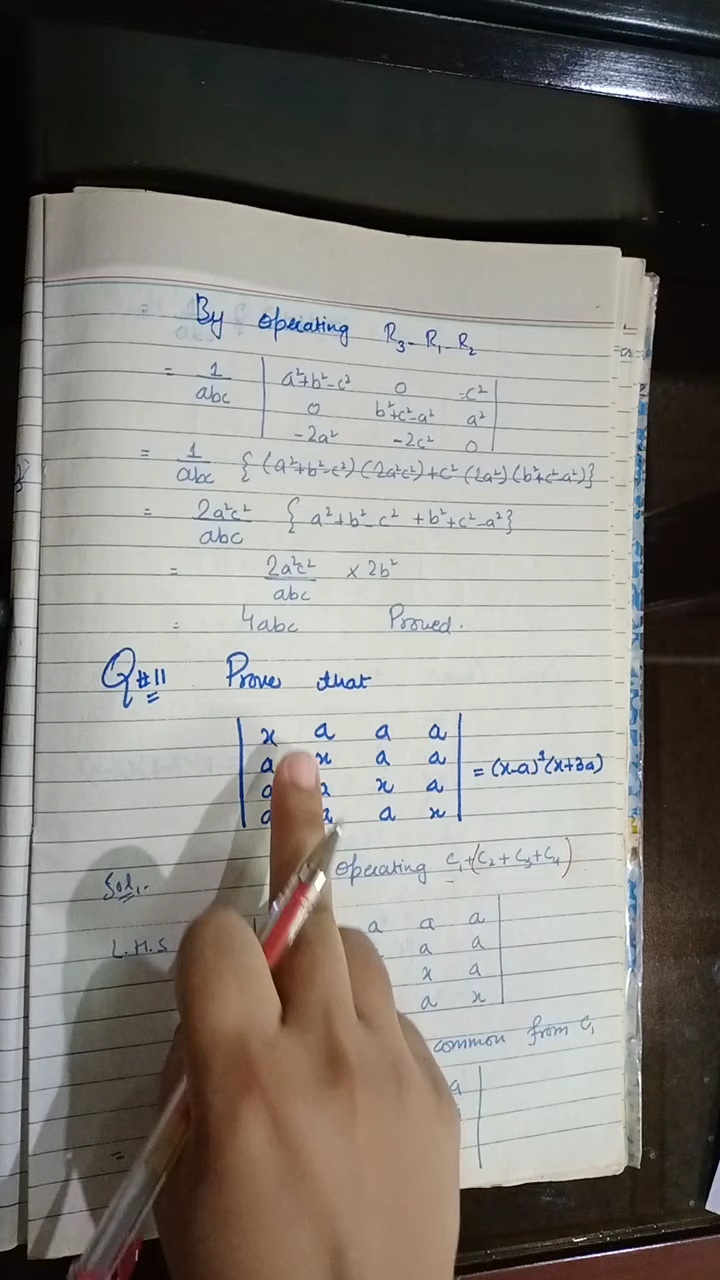 By operating R₃-R₁-R₂
= 1/abc | a²+b²-c² 0 -c² |
| 0 b²+c²-a² a² |
| -2a² -2c² 0 |
= 1/abc {(a²+b²-c²)(2a²c²)+c²(2a²)(b²+c²-a²)}
= 2a²c²/abc {a²+b²-c²+b²+c²-a²}
= 2a²c²/abc × 2b²
= 4abc Proved.
Q#11 Prove that
| x a a a |
| a x a a | = (x-a)³(x+3a)
| a a x a |
| a a a x |
Sol:- operating C₁+(C₂+C₃+C₄)
a a a |
L.H.S a a |
x a |
a x |
common from C₁
a |
=